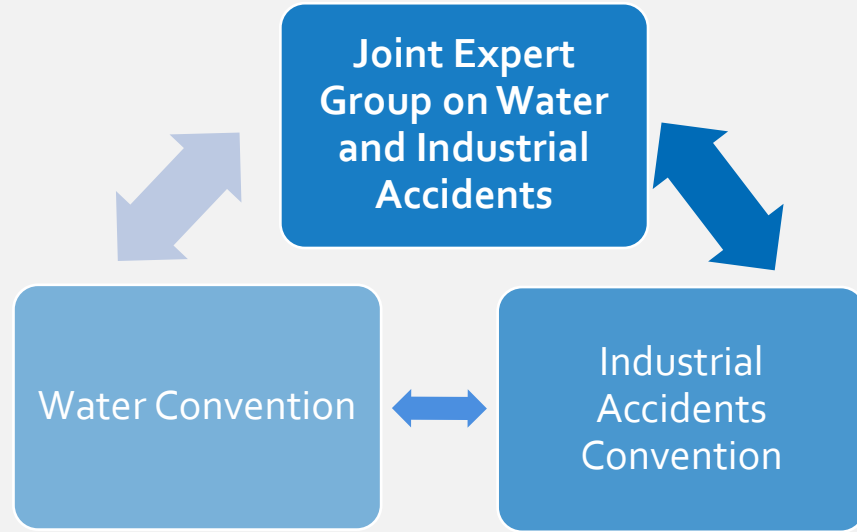 Joint Expert
Group on Water
and Industrial
Accidents
Water Convention
Industrial
Accidents
Convention